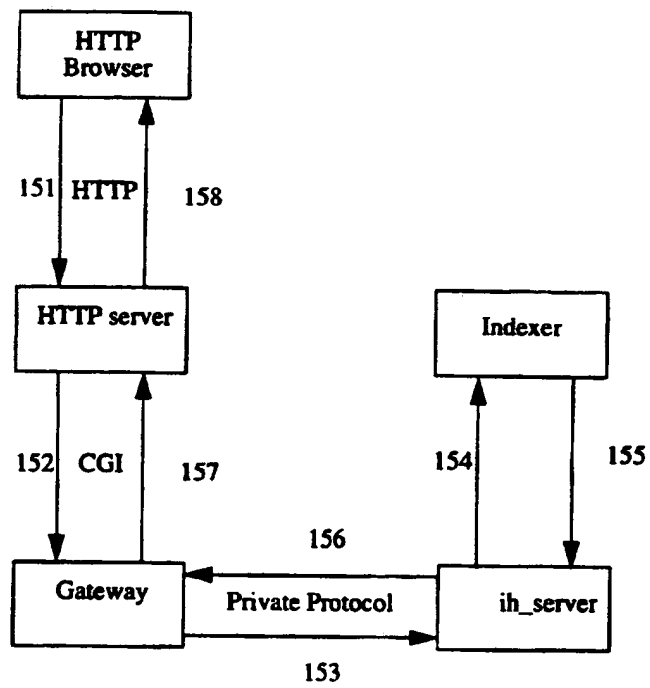 HTTP
Browser
151 HTTP 158
HTTP server
Indexer
152 CGI 157
154 155
156
Gateway
Private Protocol
ih_server
153